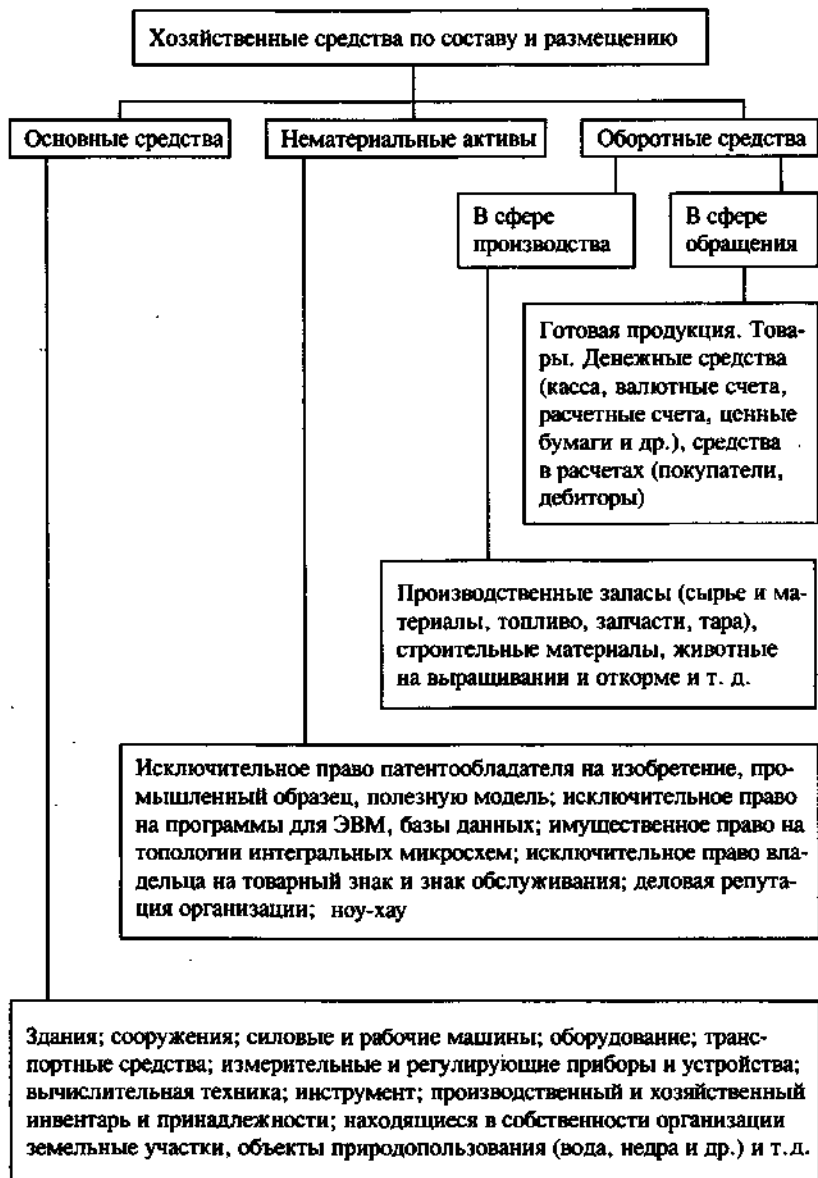 Хозяйственные средства по составу и размещению
Основные средства
Нематериальные активы
Оборотные средства
В сфере
производства
В сфере
обращения
Готовая продукция. Това-
ры. Денежные средства
(касса, валютные счета,
расчетные счета, ценные
бумаги и др.), средства
в расчетах (покупатели,
дебиторы)
Производственные запасы (сырье и ма-
териалы, топливо, запчасти, тара),
строительные материалы, животные
на выращивании и откорме и т. д.
Исключительное право патентообладателя на изобретение, про-
мышленный образец, полезную модель; исключительное право
на программы для ЭВМ, базы данных; имущественное право на
топологии интегральных микросхем; исключительное право вла-
дельца на товарный знак и знак обслуживания; деловая репута-
ция организации; ноу-хау
Здания; сооружения; силовые и рабочие машины; оборудование; транс-
портные средства; измерительные и регулирующие приборы и устройства;
вычислительная техника; инструмент; производственный и хозяйственный
инвентарь и принадлежности; находящиеся в собственности организации
земельные участки, объекты природопользования (вода, недра и др.) и т.д.